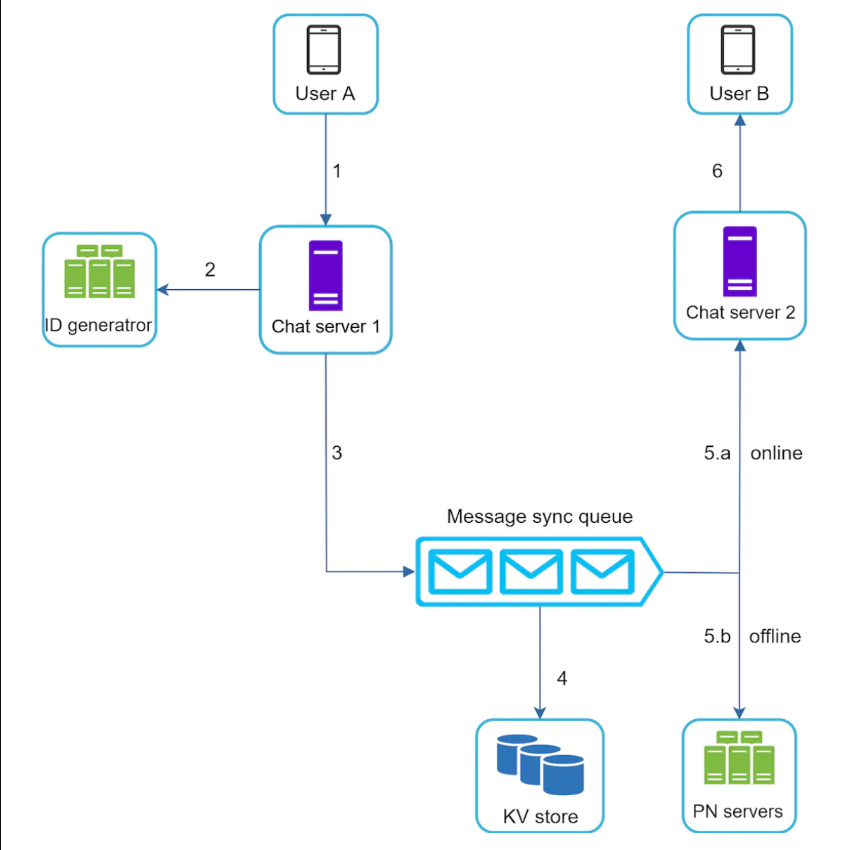 User A
User B
1
6
2
ID generatror
Chat server 1
Chat server 2
3
5.a online
Message sync queue
5.b offline
4
KV store
PN servers